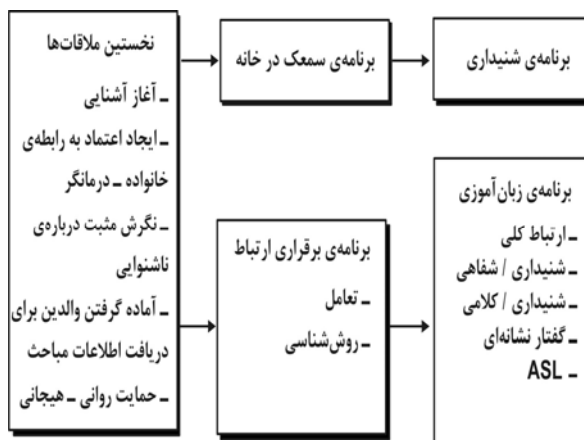 نخستین ملاقات‌ها
ـ آغاز آشنایی
ـ ایجاد اعتماد به رابطه‌ی
خانواده ـ درمانگر
ـ نگرش مثبت درباره‌ی
ناشنوایی
ـ آماده گرفتن والدین برای
دریافت اطلاعات مباحث
ـ حمایت روانی ـ هیجانی
برنامه‌ی سمعک در خانه
برنامه‌ی شنیداری
برنامه‌ی برقراری ارتباط
ـ تعامل
ـ روش‌شناسی
برنامه‌ی زبان‌آموزی
ـ ارتباط کلی
ـ شنیداری / شفاهی
ـ شنیداری / کلامی
ـ گفتار نشانه‌ای
ـ ASL